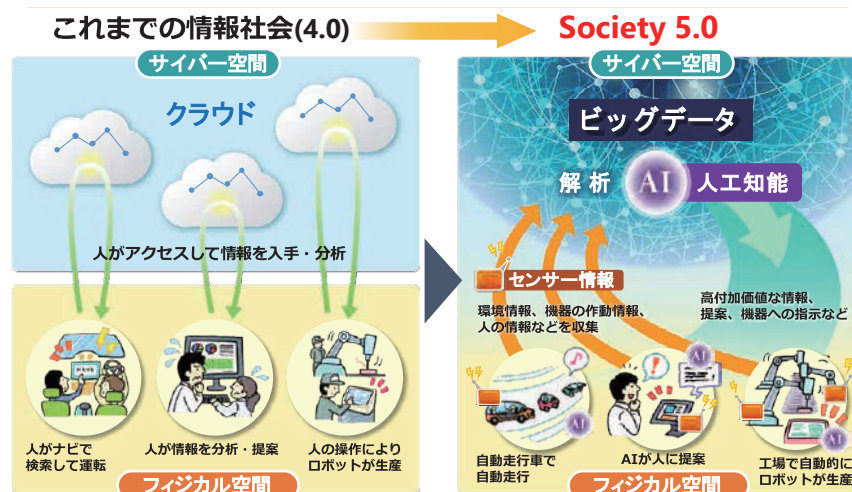 これまでの情報社会(4.0)
Society 5.0
サイバー空間
クラウド
人がアクセスして情報を入手・分析
人がナビで
検索して運転
人が情報を分析・提案
人の操作により
ロボットが生産
フィジカル空間
サイバー空間
ビッグデータ
解析
AI
人工知能
センサー情報
環境情報、機器の作動情報、
人の情報などを収集
高付加価値な情報、
提案、機器への指示など
AI
AI
AI
自動走行車で
自動走行
AIが人に提案
工場で自動的に
ロボットが生産
フィジカル空間